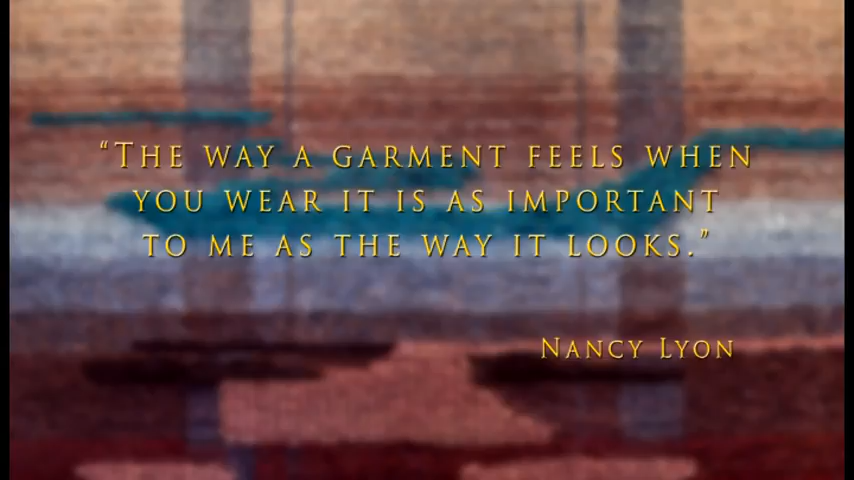 “The way a garment feels when
you wear it is as important
to me as the way it looks.”
Nancy Lyon